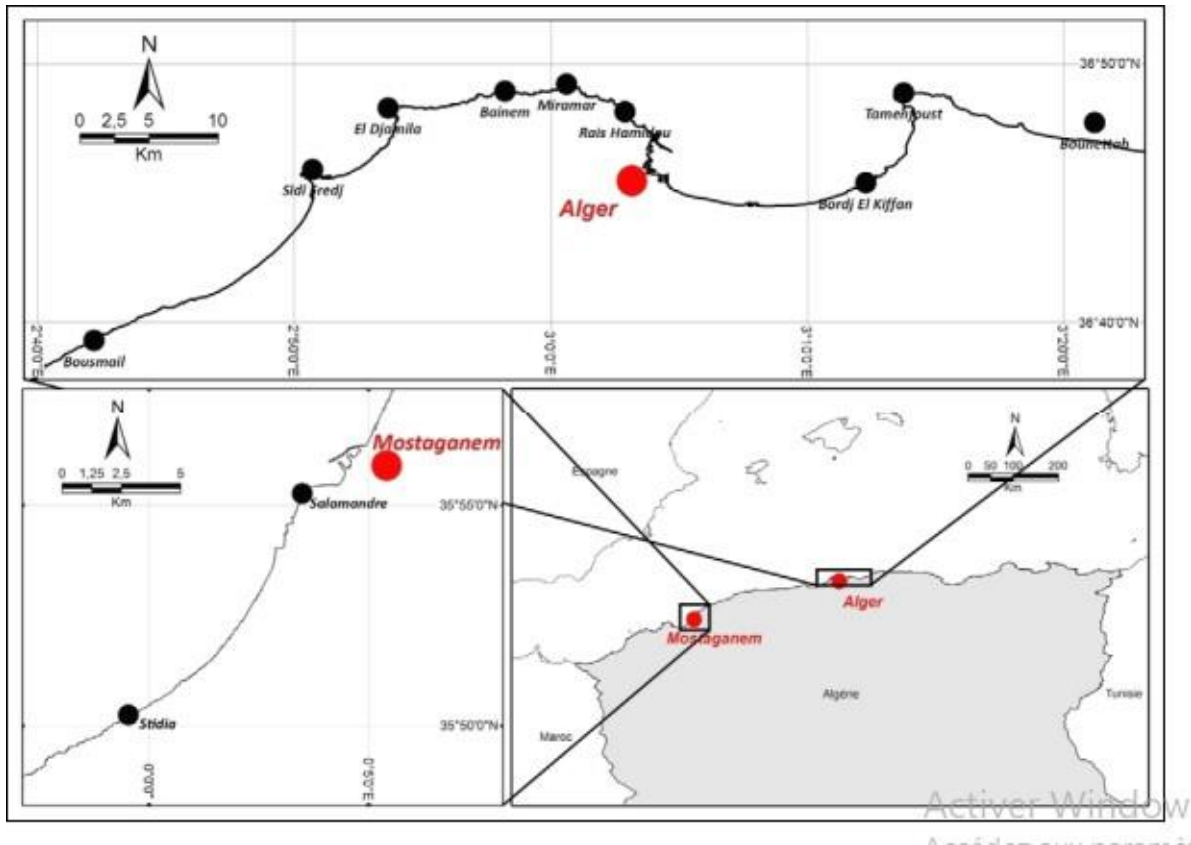 N
0 2,5 5 10
Km
36°50'0"N
El Djamila
Bainem
Miramar
Rais Hamidou
Tamenfoust
Sidi Fredj
Alger
Bordj El Kiffan
36°40'0"N
2°40'0"E
2°50'0"E
3°0'0"E
3°10'0"E
3°20'0"E
Bousmail
N
0 1,25 2,5 5
Km
Mostaganem
Salamandre
35°55'0"N
Stidia
35°50'0"N
0°0'0"
0°5'0"E
N
0 50 100 200
Km
Espagne
Alger
Mostaganem
Algérie
Tunisie
Maroc
Activer Window